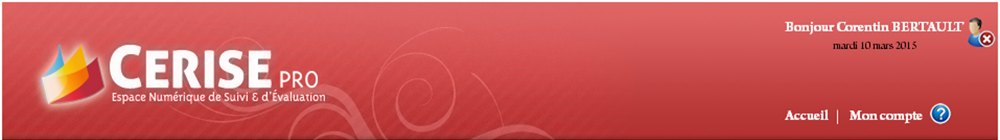 CERISE PRO
Espace Numérique de Suivi & d'Évaluation
Bonjour Corentin BERTAULT
mardi 10 mars 2015
Accueil | Mon compte ?